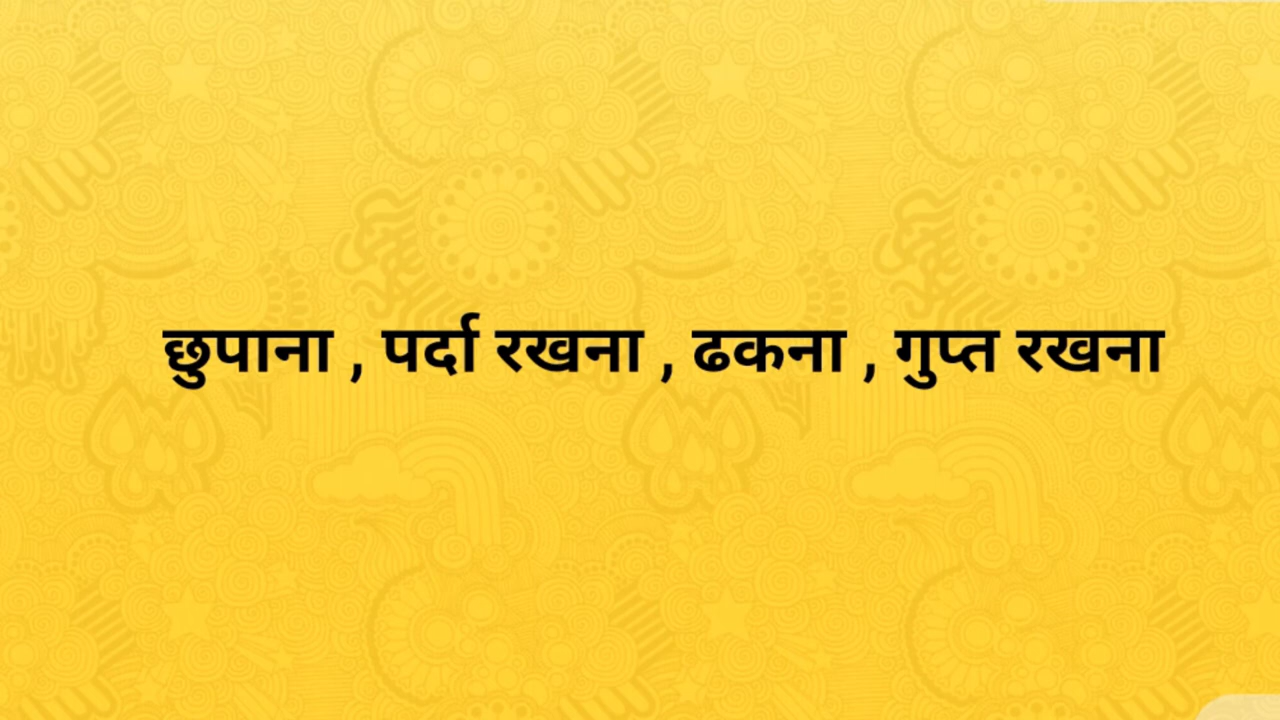 छुपाना , पर्दा रखना , ढकना , गुप्त रखना